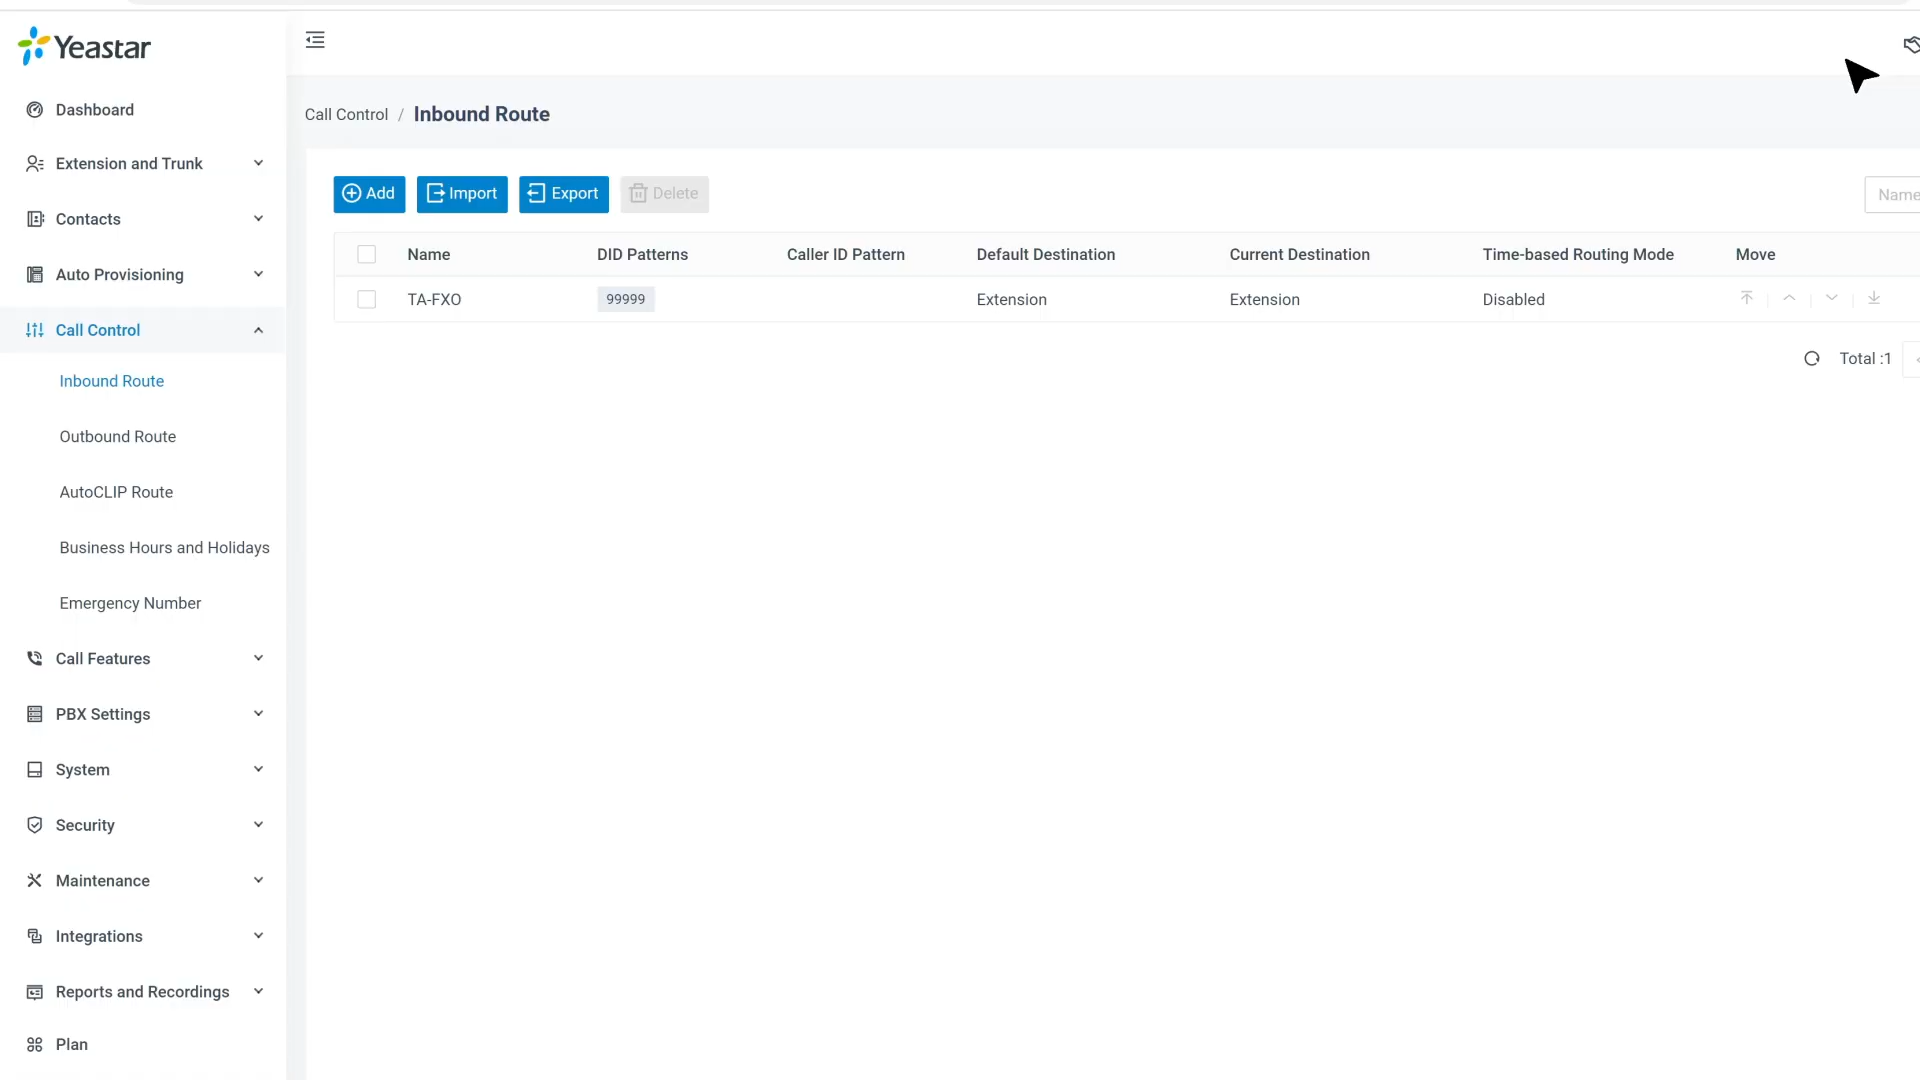 Yeastar
Dashboard
Extension and Trunk
Contacts
Auto Provisioning
Call Control
Inbound Route
Outbound Route
AutoCLIP Route
Business Hours and Holidays
Emergency Number
Call Features
PBX Settings
System
Security
Maintenance
Integrations
Reports and Recordings
Plan
Call Control / Inbound Route
Add Import Export Delete
Name
Name DID Patterns Caller ID Pattern Default Destination Current Destination Time-based Routing Mode Move
TA-FXO 99999 Extension Extension Disabled
Total :1